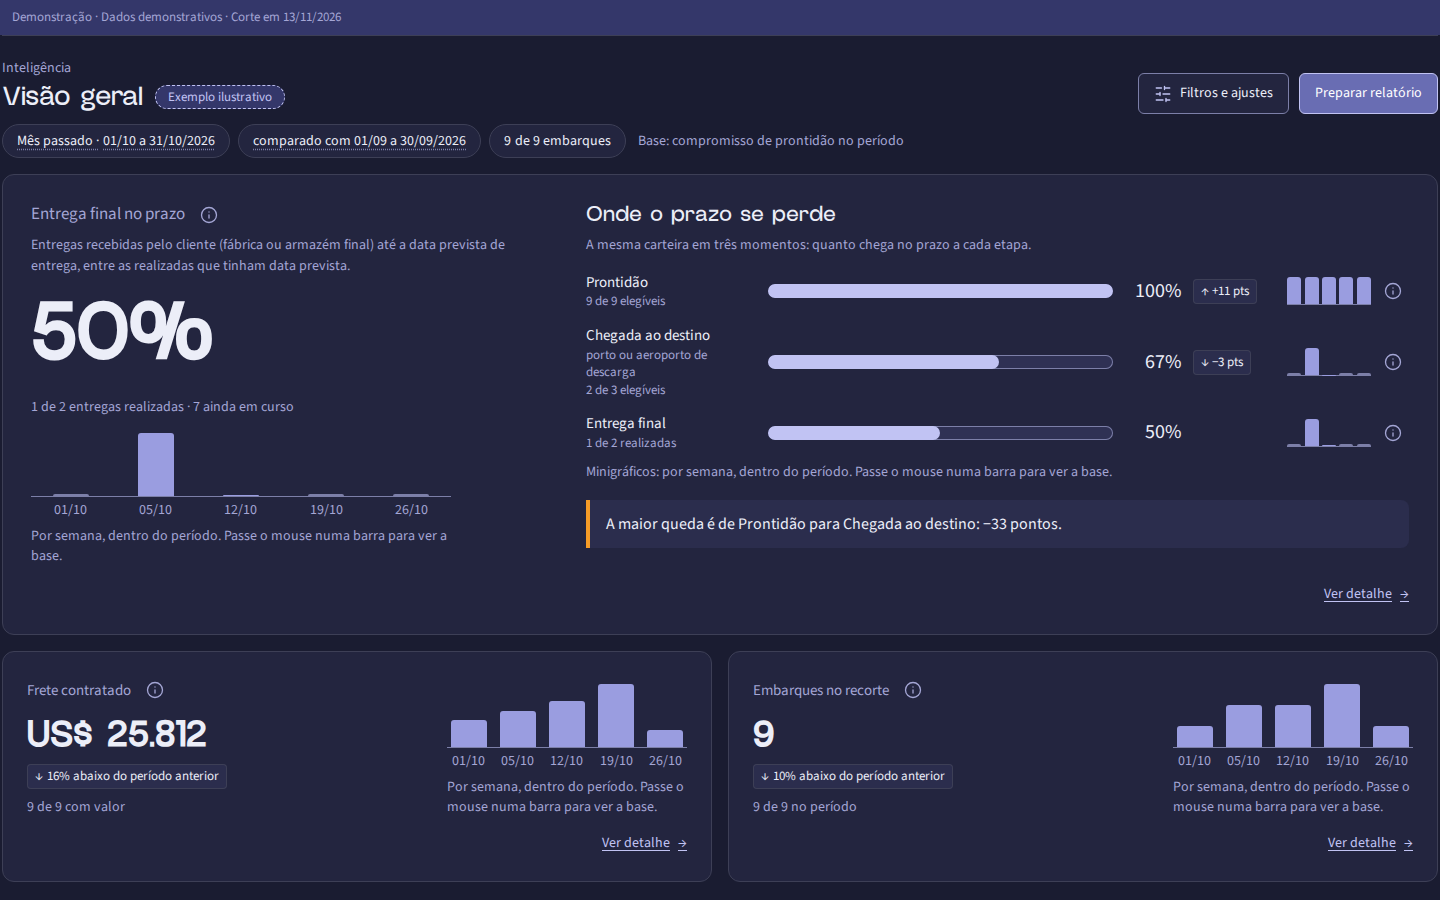 Demonstração · Dados demonstrativos · Corte em 13/11/2026
Inteligência
Visão geral
Exemplo ilustrativo
Filtros e ajustes
Preparar relatório
Mês passado · 01/10 a 31/10/2026
comparado com 01/09 a 30/09/2026
9 de 9 embarques
Base: compromisso de prontidão no período
Entrega final no prazo
Entregas recebidas pelo cliente (fábrica ou armazém final) até a data prevista de
entrega, entre as realizadas que tinham data prevista.
50%
1 de 2 entregas realizadas · 7 ainda em curso
01/10 05/10 12/10 19/10 26/10
Por semana, dentro do período. Passe o mouse numa barra para ver a
base.
Onde o prazo se perde
A mesma carteira em três momentos: quanto chega no prazo a cada etapa.
Prontidão
9 de 9 elegíveis
100%
↑ +11 pts
Chegada ao destino
porto ou aeroporto de
descarga
2 de 3 elegíveis
67%
↓ −3 pts
Entrega final
1 de 2 realizadas
50%
Minigráficos: por semana, dentro do período. Passe o mouse numa barra para ver a base.
A maior queda é de Prontidão para Chegada ao destino: −33 pontos.
Ver detalhe →
Frete contratado
US$ 25.812
↓ 16% abaixo do período anterior
9 de 9 com valor
01/10 05/10 12/10 19/10 26/10
Por semana, dentro do período. Passe o
mouse numa barra para ver a base.
Ver detalhe →
Embarques no recorte
9
↓ 10% abaixo do período anterior
9 de 9 no período
01/10 05/10 12/10 19/10 26/10
Por semana, dentro do período. Passe o
mouse numa barra para ver a base.
Ver detalhe →